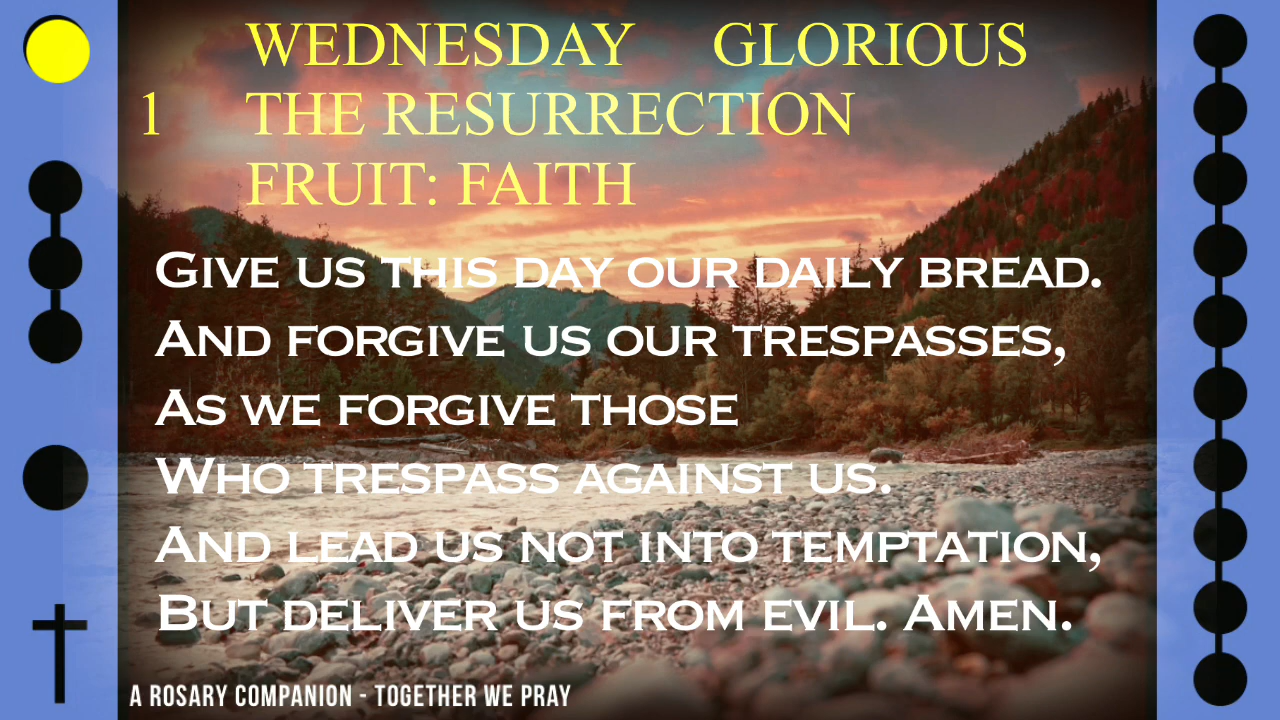 WEDNESDAY GLORIOUS
1 THE RESURRECTION
FRUIT: FAITH
GIVE US THIS DAY OUR DAILY BREAD.
AND FORGIVE US OUR TRESPASSES,
AS WE FORGIVE THOSE
WHO TRESPASS AGAINST US.
AND LEAD US NOT INTO TEMPTATION,
BUT DELIVER US FROM EVIL. AMEN.
A ROSARY COMPANION - TOGETHER WE PRAY